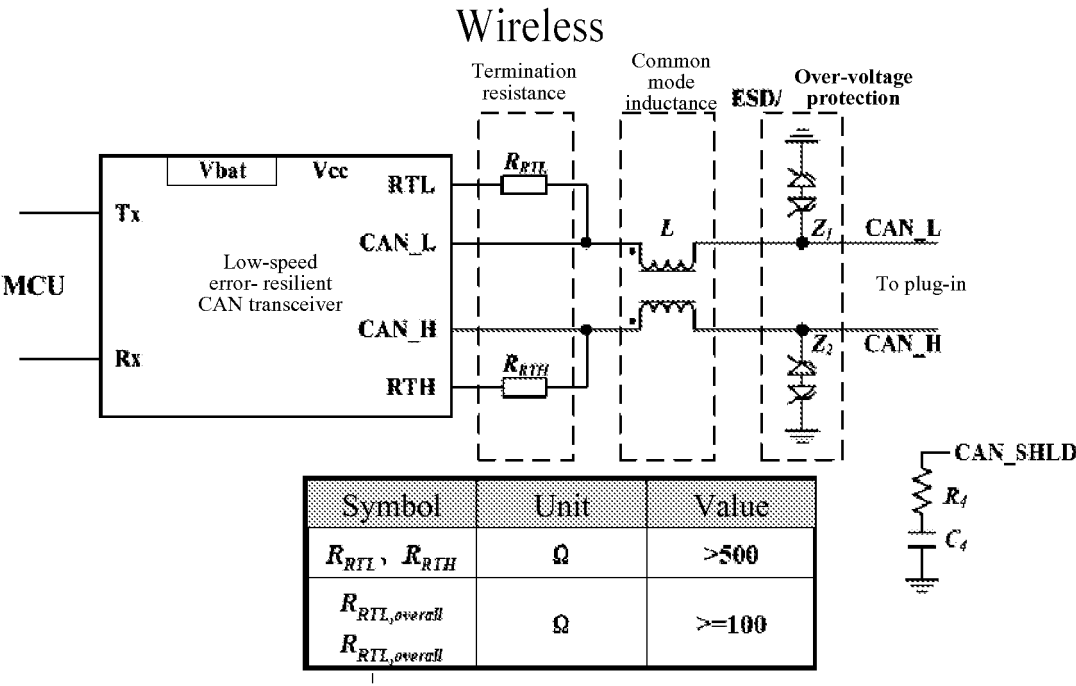 Wireless
Termination
resistance
Common
mode
inductance
ESD/
Over-voltage
protection
Vbat
Vcc
RTL
R_RTL
Tx
CAN_L
L
Z1
CAN_L
MCU
Low-speed
error- resilient
CAN transceiver
To plug-in
CAN_H
Z2
CAN_H
Rx
RTH
R_RTH
CAN_SHLD
R4
C4
Symbol Unit Value
R_RTL、R_RTH Ω >500
R_RTL,overall
R_RTL,overall
Ω >=100